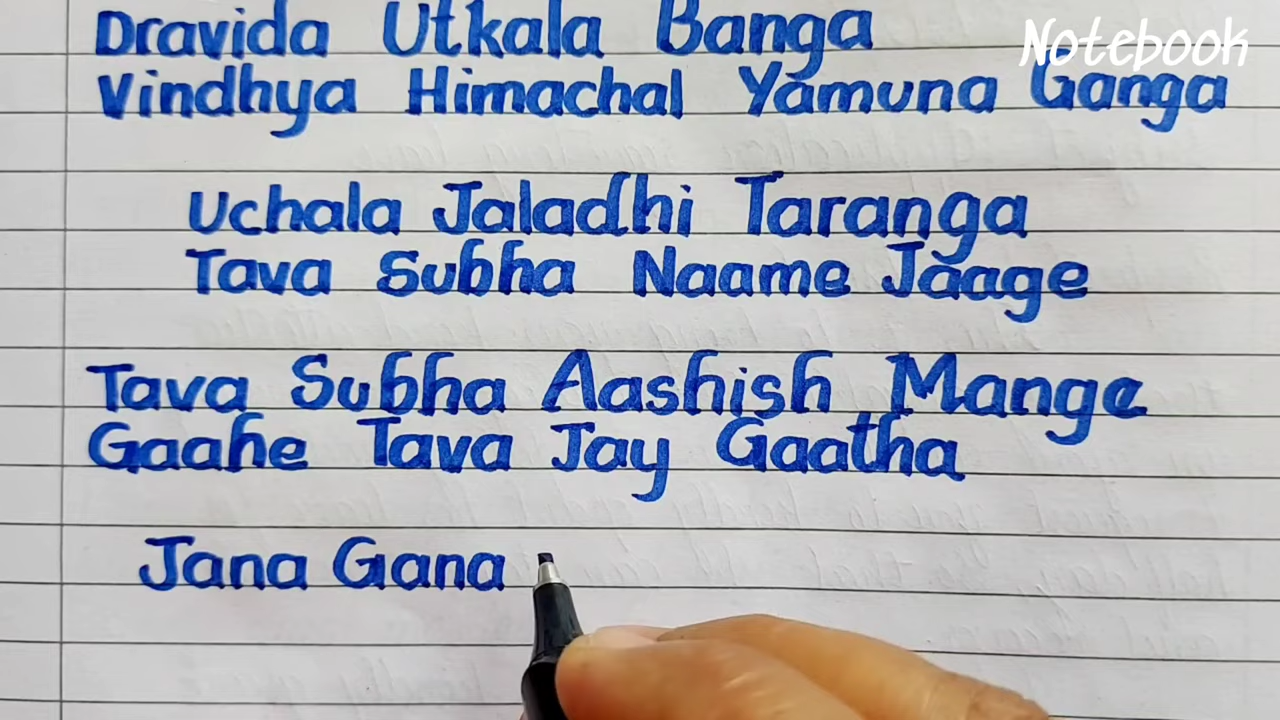 Notebook
Dravida Utkala Banga
Vindhya Himachal Yamuna Ganga
Uchala Jaladhi Taranga
Tava Subha Naame Jaage
Tava Subha Aashish Mange
Gaahe Tava Jay Gaatha
Jana Gana